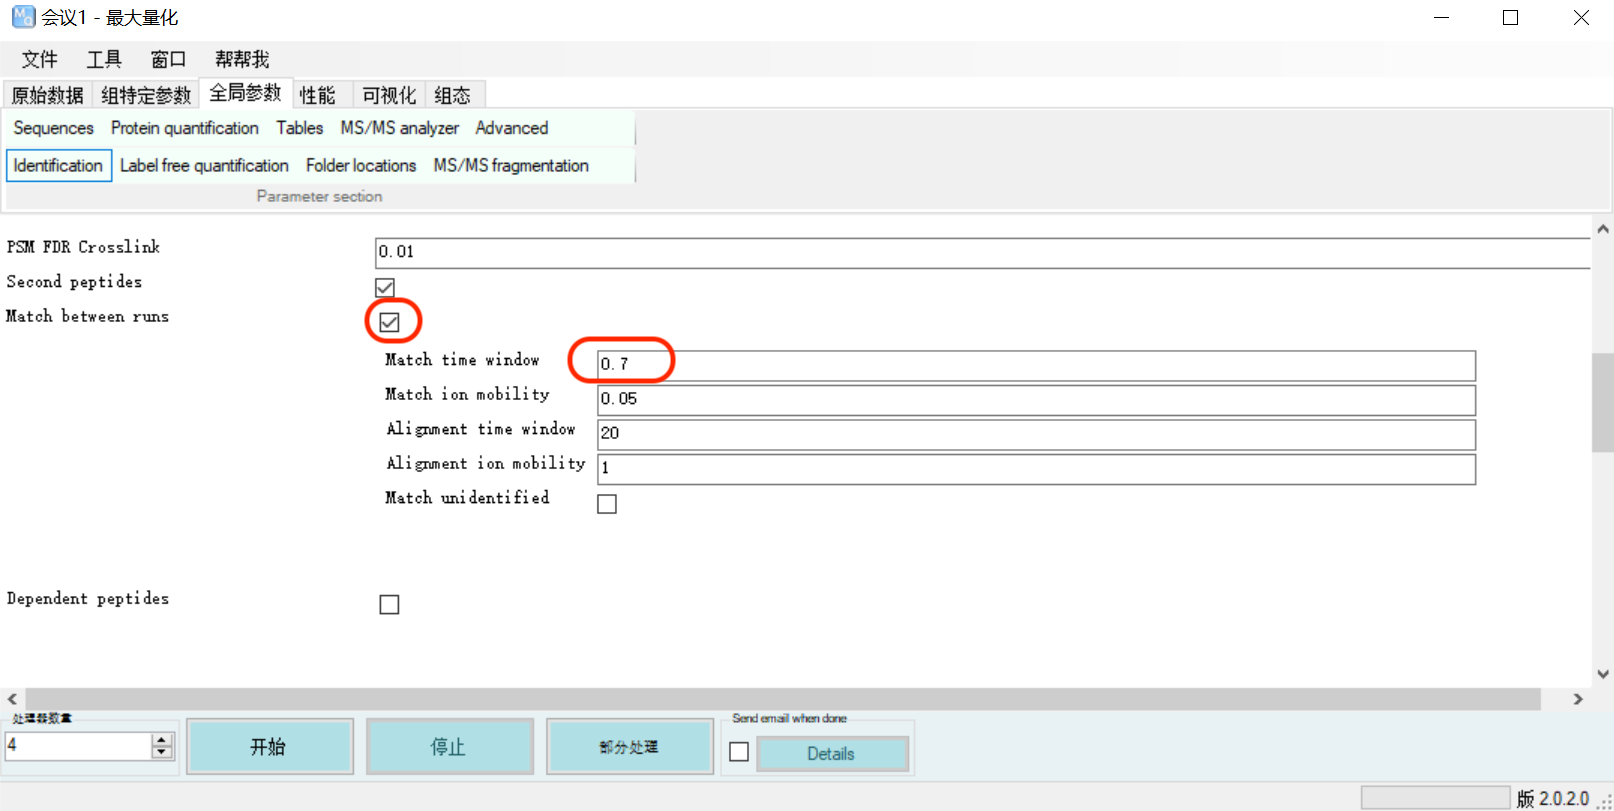 会议1 - 最大量化
文件 工具 窗口 帮帮我
原始数据 组特定参数 全局参数 性能 可视化 组态
Sequences Protein quantification Tables MS/MS analyzer Advanced
Identification Label free quantification Folder locations MS/MS fragmentation
Parameter section
PSM FDR Crosslink 0.01
Second peptides
Match between runs
Match time window 0.7
Match ion mobility 0.05
Alignment time window 20
Alignment ion mobility 1
Match unidentified
Dependent peptides
处理器数量 Send email when done
4 开始 停止 部分处理 Details
版 2.0.2.0